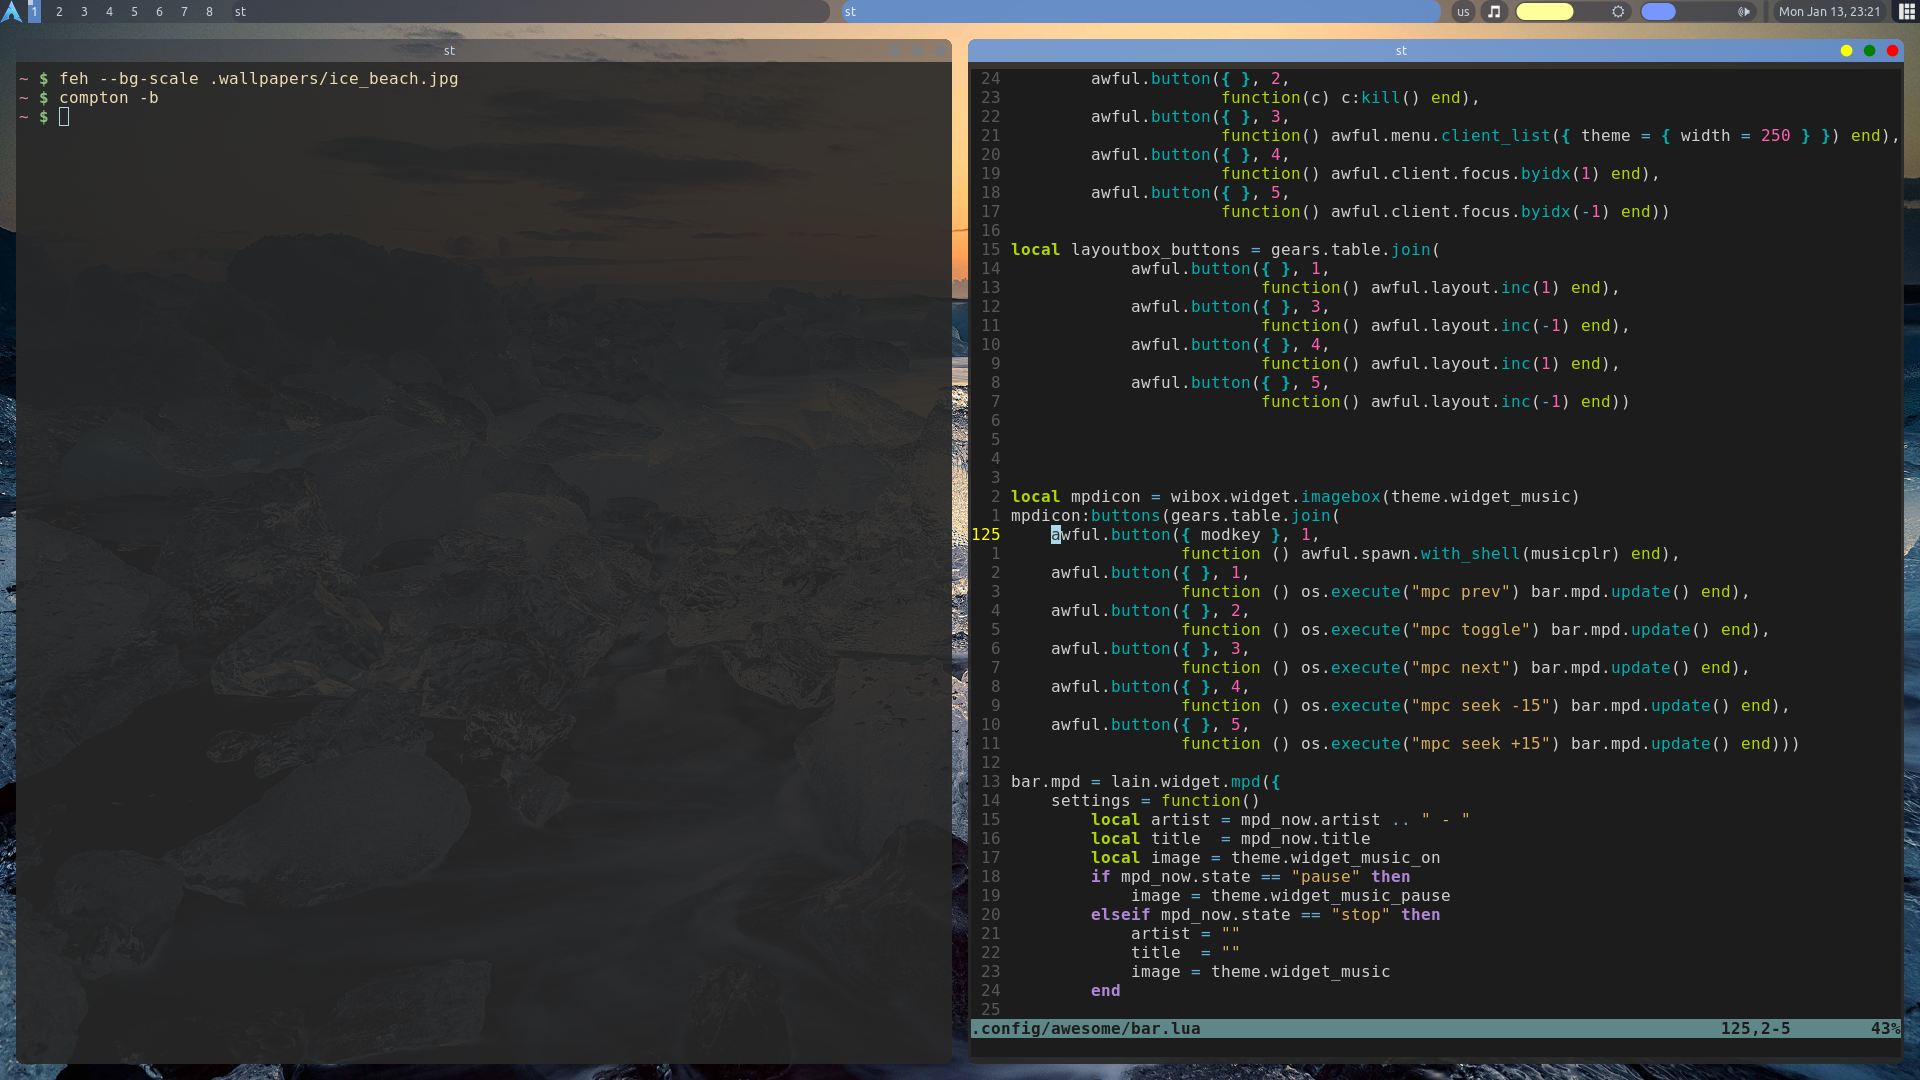 1 2 3 4 5 6 7 8 st st us Mon Jan 13, 23:21
st
~ $ feh --bg-scale .wallpapers/ice_beach.jpg
~ $ compton -b
~ $
st
24         awful.button({ }, 2,
23                      function(c) c:kill() end),
22         awful.button({ }, 3,
21                      function() awful.menu.client_list({ theme = { width = 250 } }) end),
20         awful.button({ }, 4,
19                      function() awful.client.focus.byidx(1) end),
18         awful.button({ }, 5,
17                      function() awful.client.focus.byidx(-1) end))
16
15 local layoutbox_buttons = gears.table.join(
14             awful.button({ }, 1,
13                          function() awful.layout.inc(1) end),
12             awful.button({ }, 3,
11                          function() awful.layout.inc(-1) end),
10             awful.button({ }, 4,
9                          function() awful.layout.inc(1) end),
8             awful.button({ }, 5,
7                          function() awful.layout.inc(-1) end))
6
5
4
3
2 local mpdicon = wibox.widget.imagebox(theme.widget_music)
1 mpdicon:buttons(gears.table.join(
125     awful.button({ modkey }, 1,
1                  function () awful.spawn.with_shell(musicplr) end),
2     awful.button({ }, 1,
3                  function () os.execute("mpc prev") bar.mpd.update() end),
4     awful.button({ }, 2,
5                  function () os.execute("mpc toggle") bar.mpd.update() end),
6     awful.button({ }, 3,
7                  function () os.execute("mpc next") bar.mpd.update() end),
8     awful.button({ }, 4,
9                  function () os.execute("mpc seek -15") bar.mpd.update() end),
10     awful.button({ }, 5,
11                  function () os.execute("mpc seek +15") bar.mpd.update() end)))
12
13 bar.mpd = lain.widget.mpd({
14     settings = function()
15         local artist = mpd_now.artist .. " - "
16         local title  = mpd_now.title
17         local image = theme.widget_music_on
18         if mpd_now.state == "pause" then
19             image = theme.widget_music_pause
20         elseif mpd_now.state == "stop" then
21             artist = ""
22             title  = ""
23             image = theme.widget_music
24         end
25
.config/awesome/bar.lua 125,2-5 43%